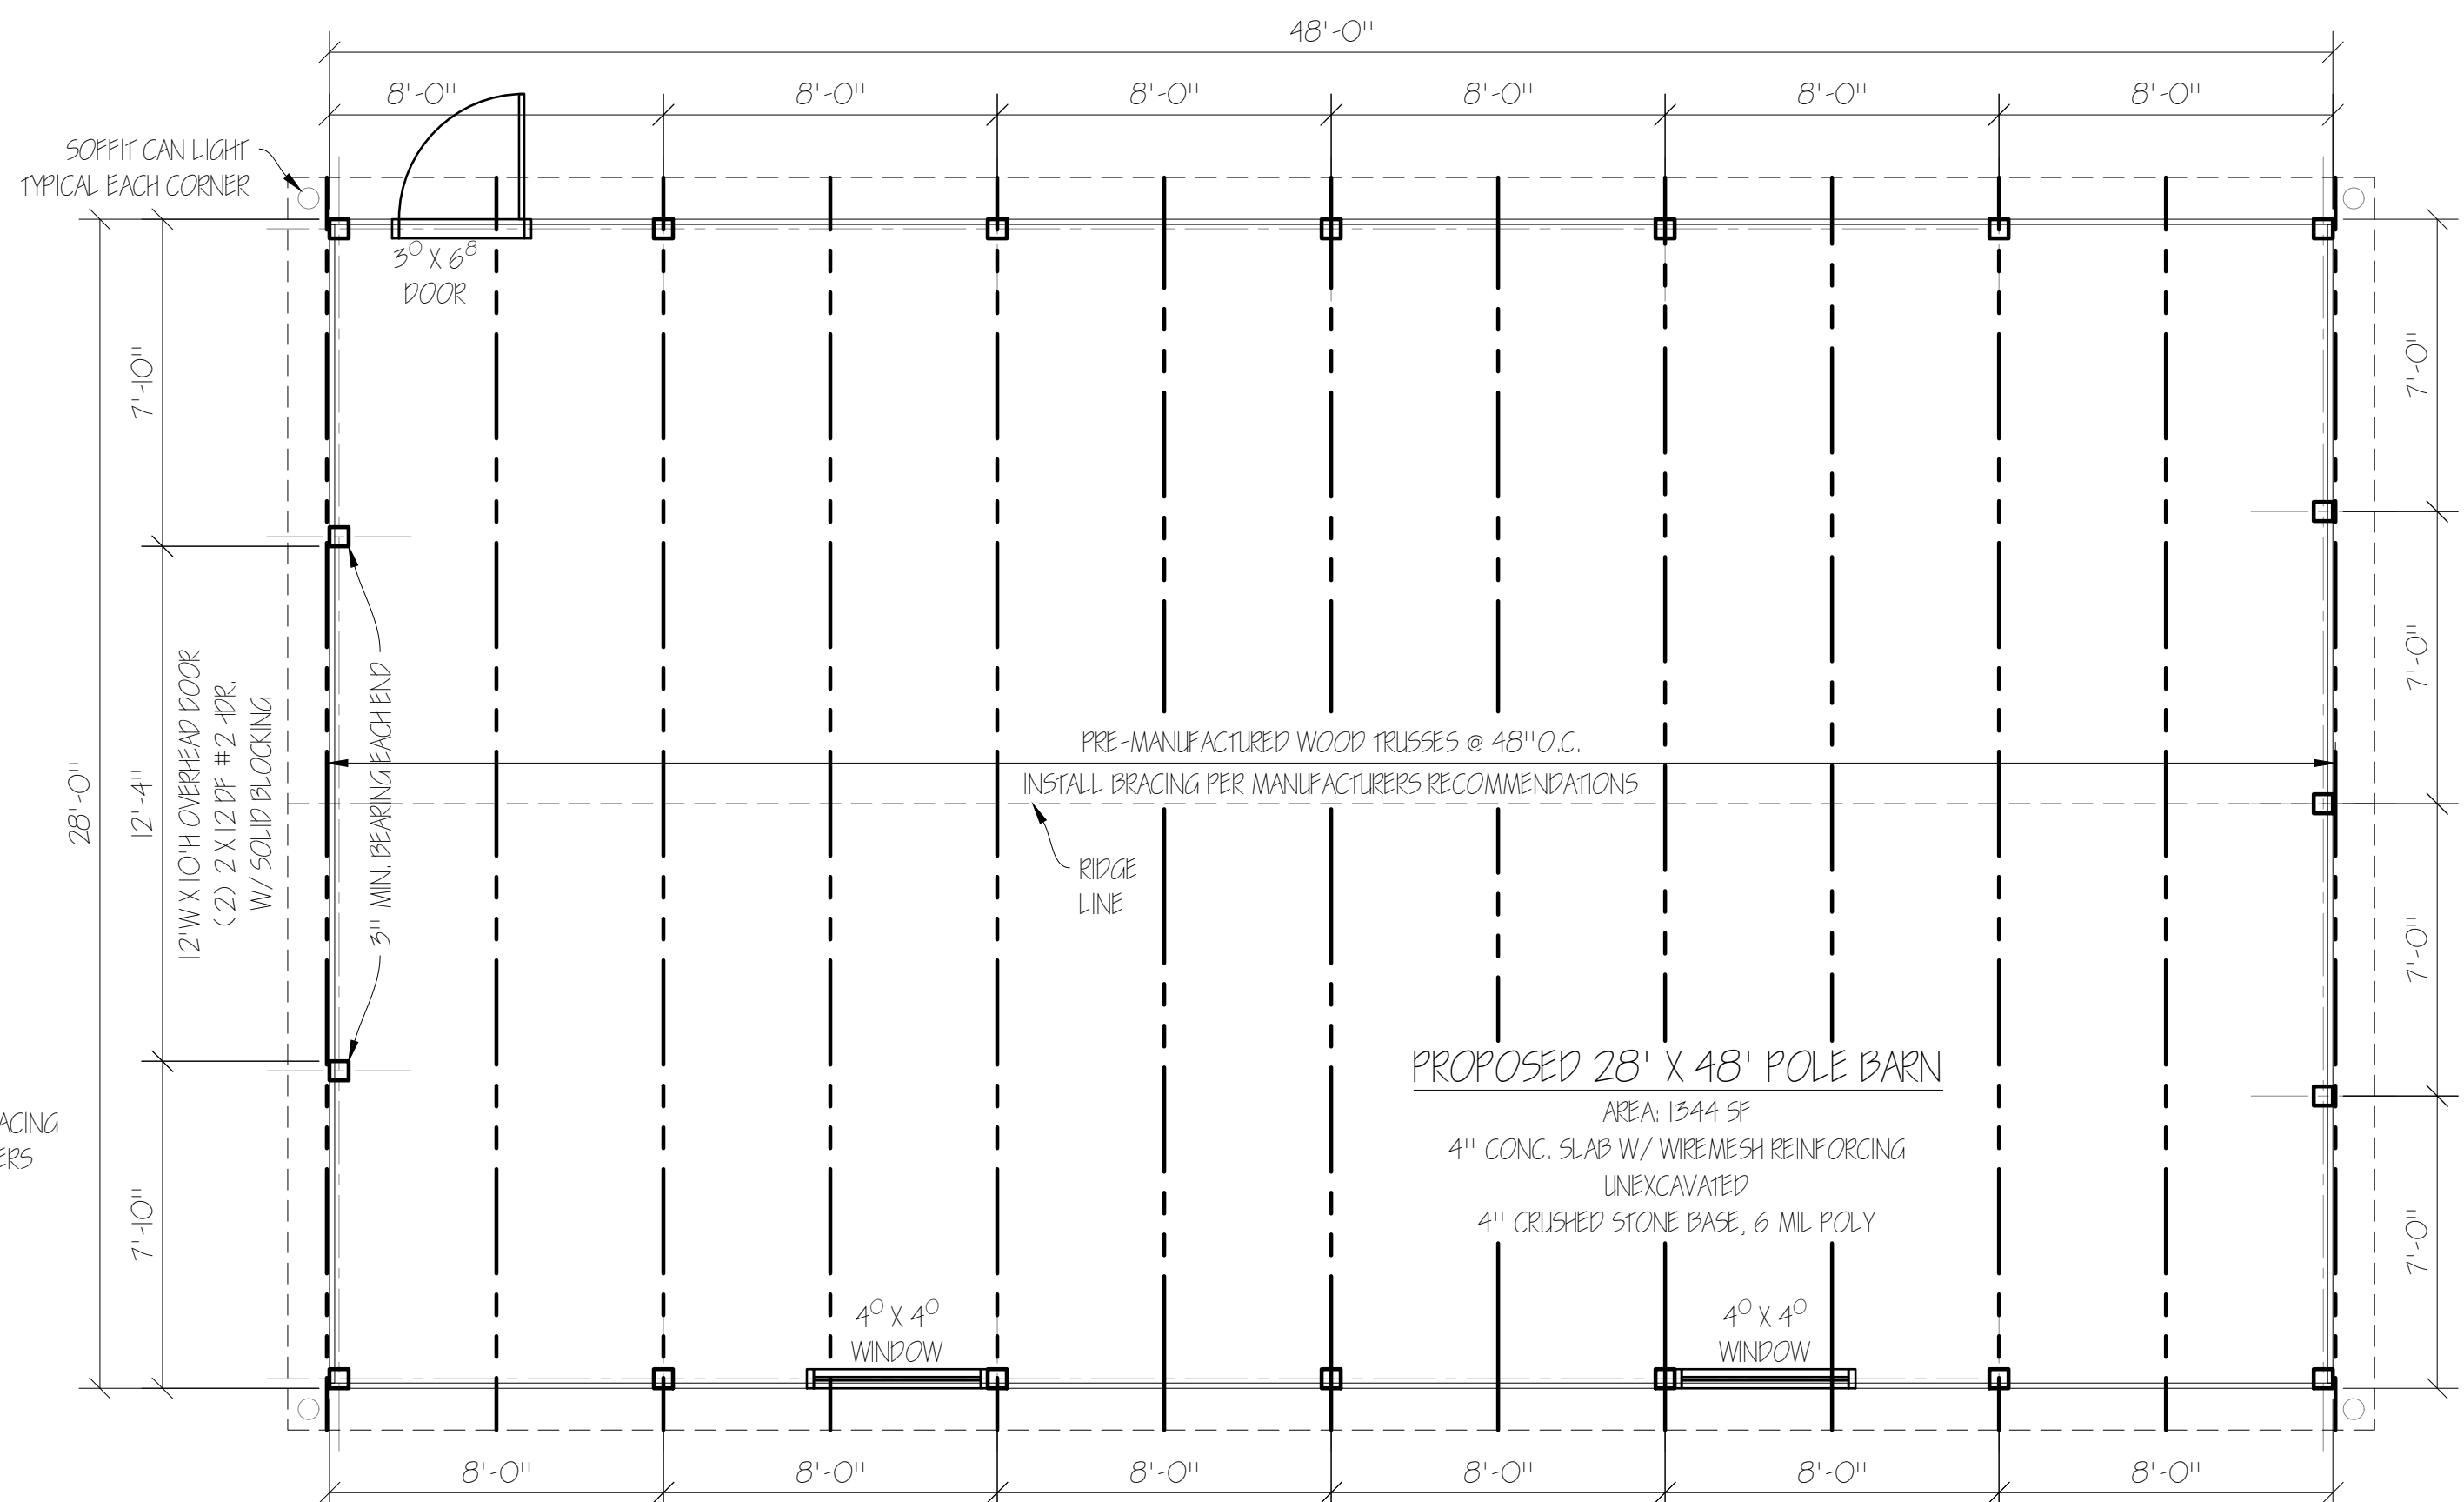 48'-0"
8'-0" 8'-0" 8'-0" 8'-0" 8'-0" 8'-0"
SOFFIT CAN LIGHT
TYPICAL EACH CORNER
3⁰ X 6⁸
DOOR
7'-10"
12'-4"
7'-10"
28'-0"
12'W X 10'H OVERHEAD DOOR
(2) 2 X 12 DF #2 HDR.
W/ SOLID BLOCKING
3" MIN. BEARING EACH END
7'-0"
7'-0"
7'-0"
7'-0"
PRE-MANUFACTURED WOOD TRUSSES @ 48" O.C.
INSTALL BRACING PER MANUFACTURERS RECOMMENDATIONS
RIDGE
LINE
PROPOSED 28' X 48' POLE BARN
AREA: 1344 SF
4" CONC. SLAB W/ WIREMESH REINFORCING
UNEXCAVATED
4" CRUSHED STONE BASE, 6 MIL POLY
4⁰ X 4⁰
WINDOW
4⁰ X 4⁰
WINDOW
8'-0" 8'-0" 8'-0" 8'-0" 8'-0" 8'-0"